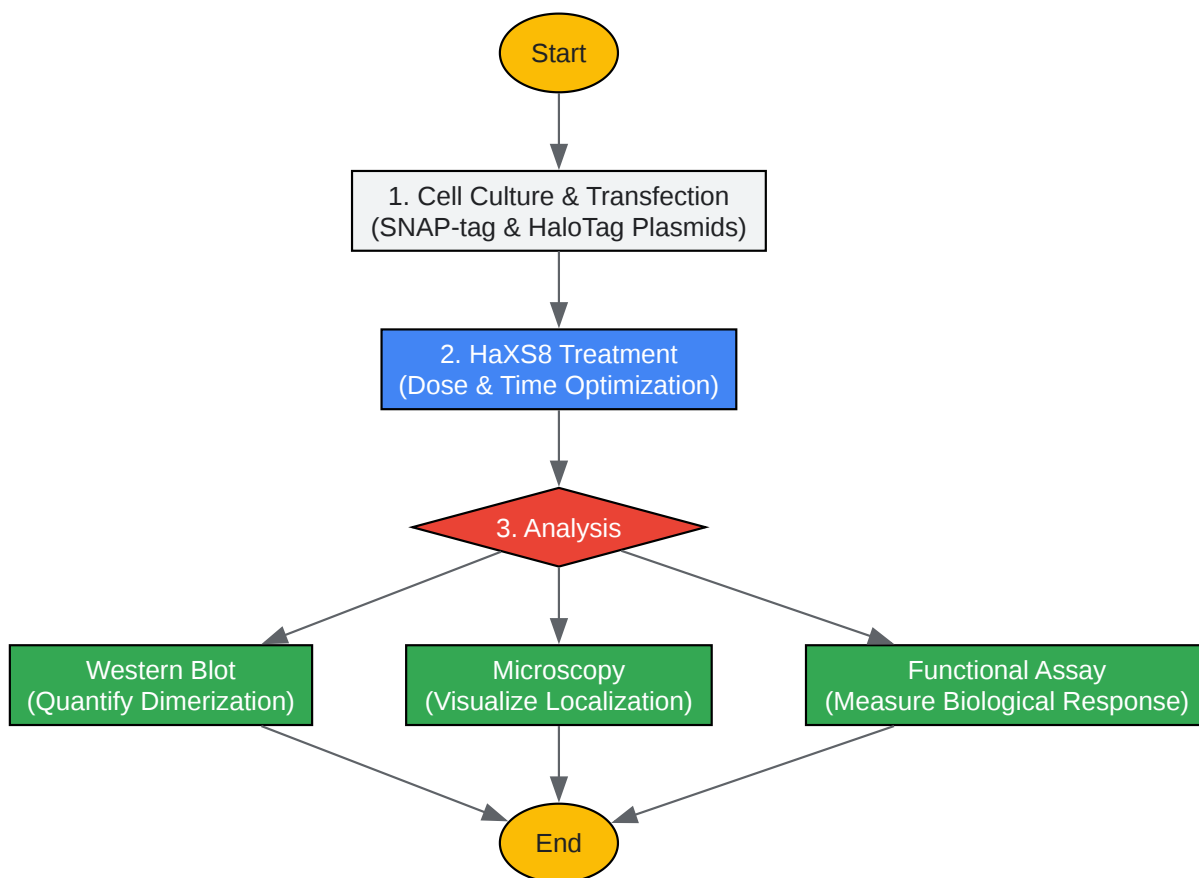 Start
1. Cell Culture & Transfection
(SNAP-tag & HaloTag Plasmids)
2. HaXS8 Treatment
(Dose & Time Optimization)
3. Analysis
Western Blot
(Quantify Dimerization)
Microscopy
(Visualize Localization)
Functional Assay
(Measure Biological Response)
End